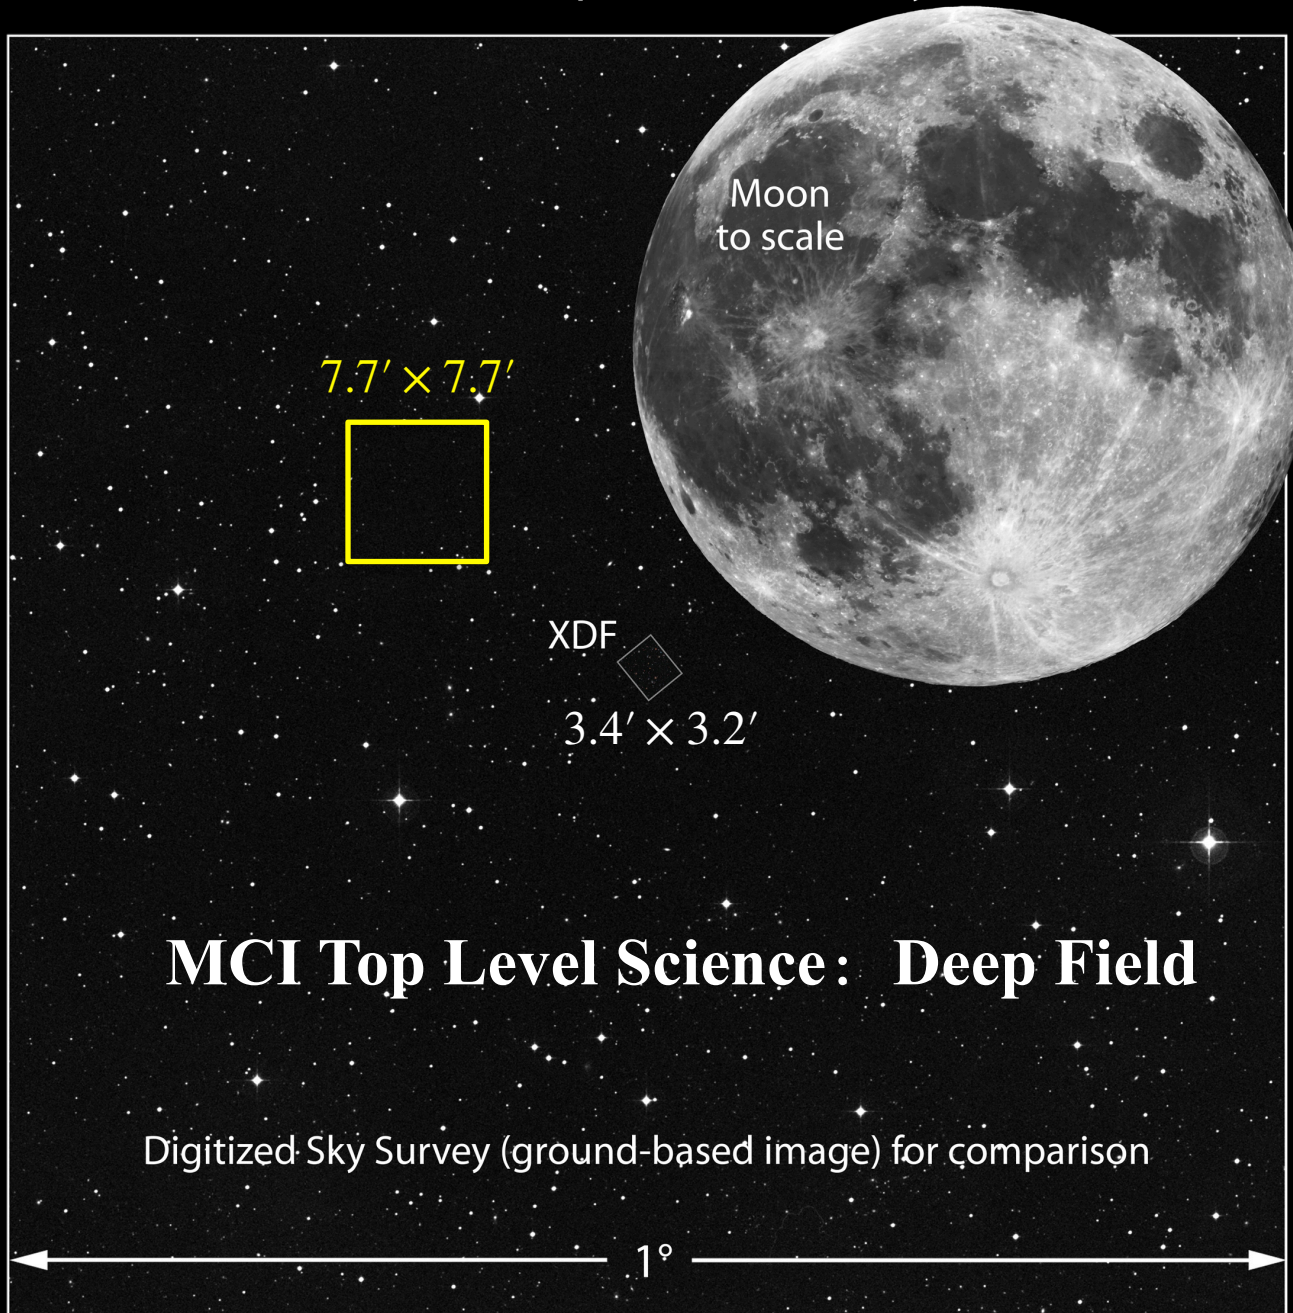 Moon
to scale
7.7′ × 7.7′
XDF
3.4′ × 3.2′
MCI Top Level Science: Deep Field
Digitized Sky Survey (ground-based image) for comparison
1°